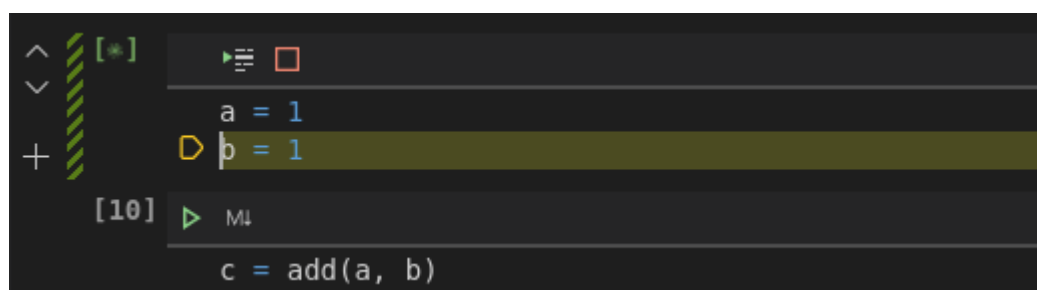 [*]
a = 1
b = 1
[10] M↓
c = add(a, b)